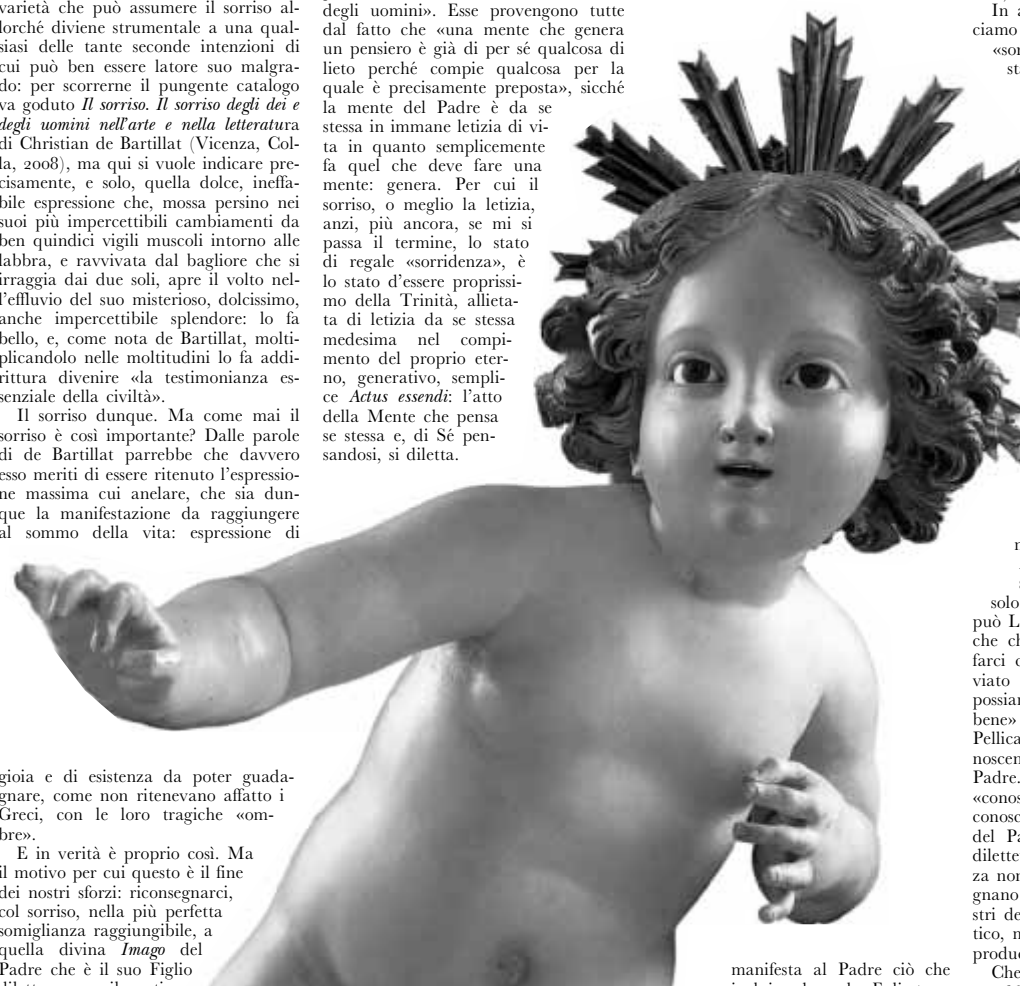 varietà che può assumere il sorriso al-
lorché diviene strumentale a una qual-
siasi delle tante seconde intenzioni di
cui può ben essere latore suo malgra-
do: per scorrerne il pungente catalogo
va goduto Il sorriso. Il sorriso degli dei e
degli uomini nell'arte e nella letteratura
di Christian de Bartillat (Vicenza, Col-
la, 2008), ma qui si vuole indicare pre-
cisamente, e solo, quella dolce, ineffa-
bile espressione che, mossa persino nei
suoi più impercettibili cambiamenti da
ben quindici vigili muscoli intorno alle
labbra, e ravvivata dal bagliore che si
irraggia dai due soli, apre il volto nel-
l'effluvio del suo misterioso, dolcissimo,
anche impercettibile splendore: lo fa
bello, e, come nota de Bartillat, molti-
plicandolo nelle moltitudini lo fa addi-
rittura divenire «la testimonianza es-
senziale della civiltà».
Il sorriso dunque. Ma come mai il
sorriso è così importante? Dalle parole
di de Bartillat parrebbe che davvero
esso meriti di essere ritenuto l'espressio-
ne massima cui anelare, che sia dun-
que la manifestazione da raggiungere
al sommo della vita: espressione di
gioia e di esistenza da poter guada-
gnare, come non ritenevano affatto i
Greci, con le loro tragiche «om-
bre».
E in verità è proprio così. Ma
il motivo per cui questo è il fine
dei nostri sforzi: riconsegnarci,
col sorriso, nella più perfetta
somiglianza raggiungibile, a
quella divina Imago del
Padre che è il suo Figlio
degli uomini». Esse provengono tutte
dal fatto che «una mente che genera
un pensiero è già di per sé qualcosa di
lieto perché compie qualcosa per la
quale è precisamente preposta», sicché
la mente del Padre è da se
stessa in immane letizia di vi-
ta in quanto semplicemente
fa quel che deve fare una
mente: genera. Per cui il
sorriso, o meglio la letizia,
anzi, più ancora, se mi si
passa il termine, lo stato
di regale «sorridenza», è
lo stato d'essere proprissi-
mo della Trinità, allieta-
ta di letizia da se stessa
medesima nel compi-
mento del proprio eter-
no, generativo, sempli-
ce Actus essendi: l'atto
della Mente che pensa
se stessa e, di Sé pen-
sandosi, si diletta.
manifesta al Padre ciò che
In
ciamo
solo
può L
che ch
farci
viato
possiam
bene»
Pellica
noscen
Padre.
«conos
conosc
del Pa
dilette
za non
gnano
stri de
tico, n
produc
Che